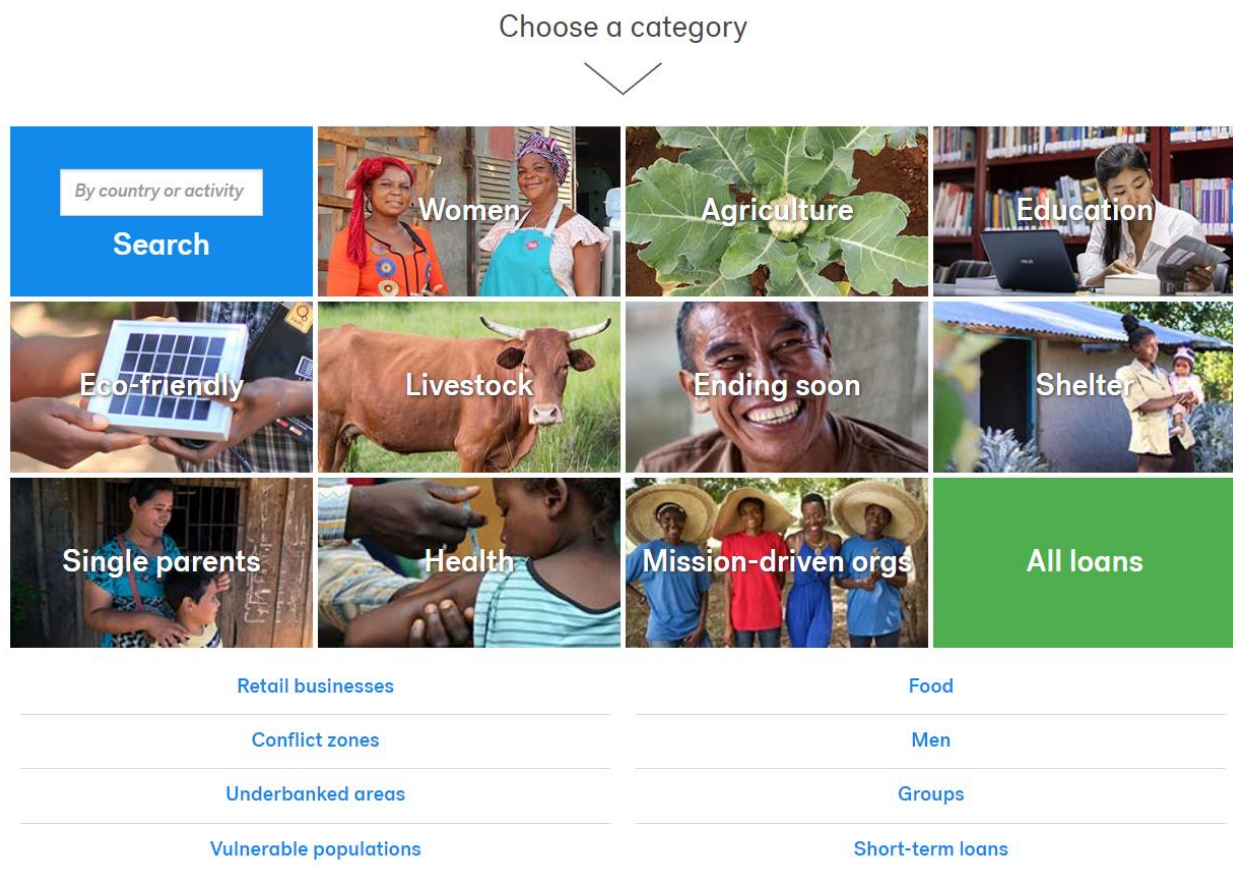 Choose a category
By country or activity
Search
Women
Agriculture
Education
Eco-friendly
Livestock
Ending soon
Shelter
Single parents
Health
Mission-driven orgs
All loans
Retail businesses
Food
Conflict zones
Men
Underbanked areas
Groups
Vulnerable populations
Short-term loans